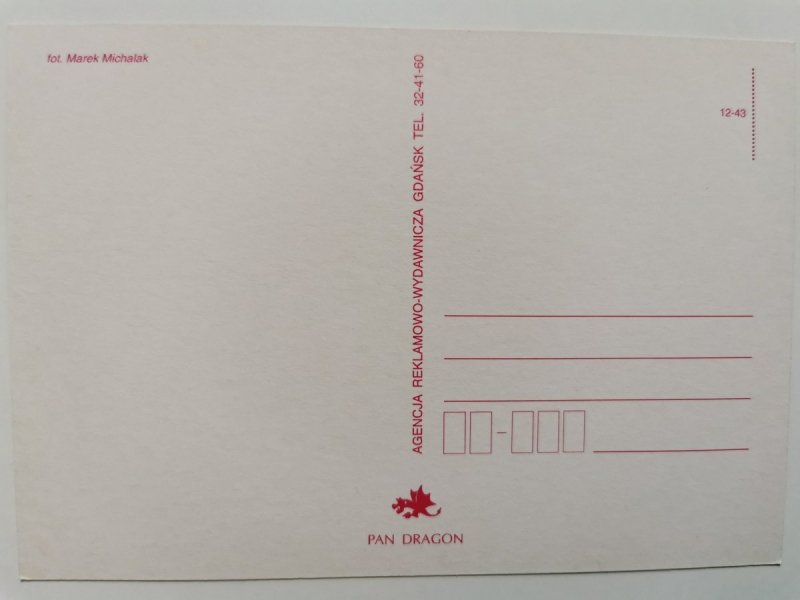 fot. Marek Michalak
AGENCJA REKLAMOWO-WYDAWNICZA GDAŃSK TEL. 32-41-60
12-43
PAN DRAGON